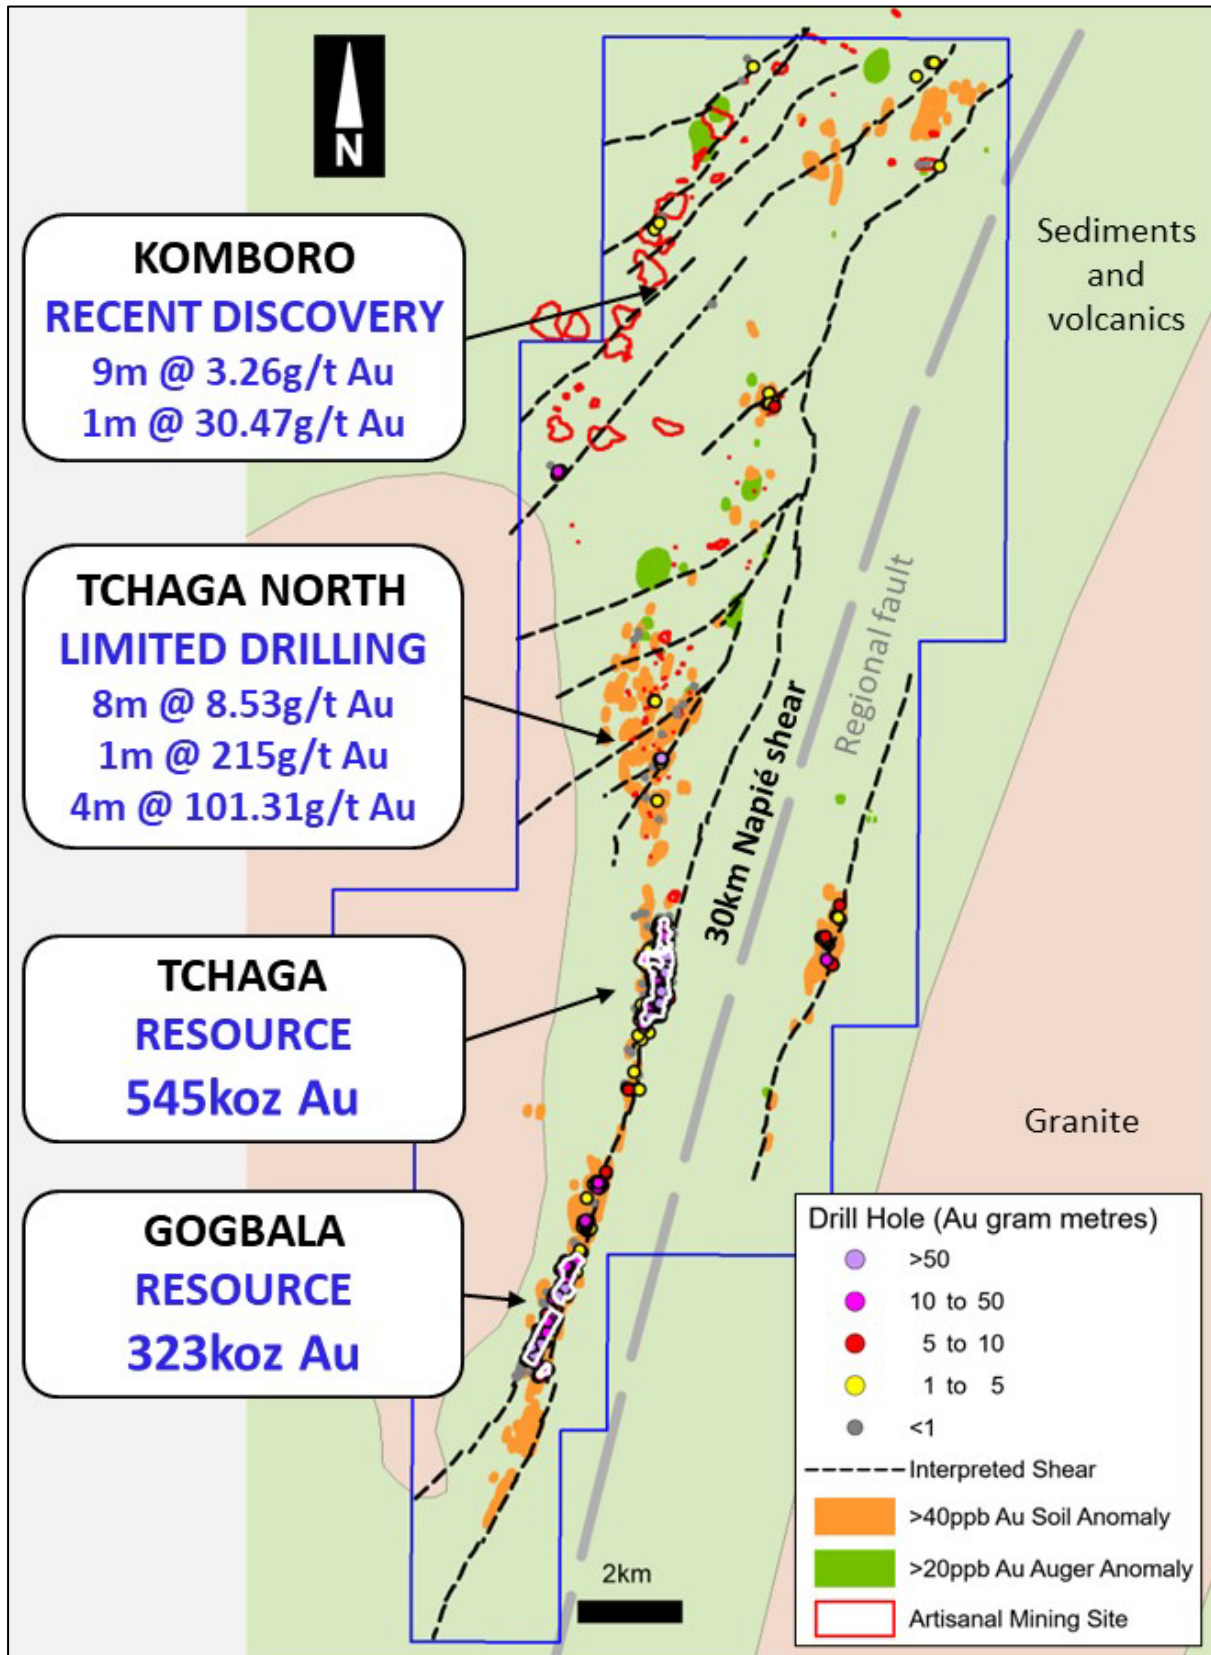 N
KOMBORO
RECENT DISCOVERY
9m @ 3.26g/t Au
1m @ 30.47g/t Au
Sediments
and
volcanics
TCHAGA NORTH
LIMITED DRILLING
8m @ 8.53g/t Au
1m @ 215g/t Au
4m @ 101.31g/t Au
Regional fault
30km Napié shear
TCHAGA
RESOURCE
545koz Au
Granite
GOGBALA
RESOURCE
323koz Au
Drill Hole (Au gram metres)
>50
10 to 50
5 to 10
1 to 5
<1
Interpreted Shear
>40ppb Au Soil Anomaly
>20ppb Au Auger Anomaly
Artisanal Mining Site
2km